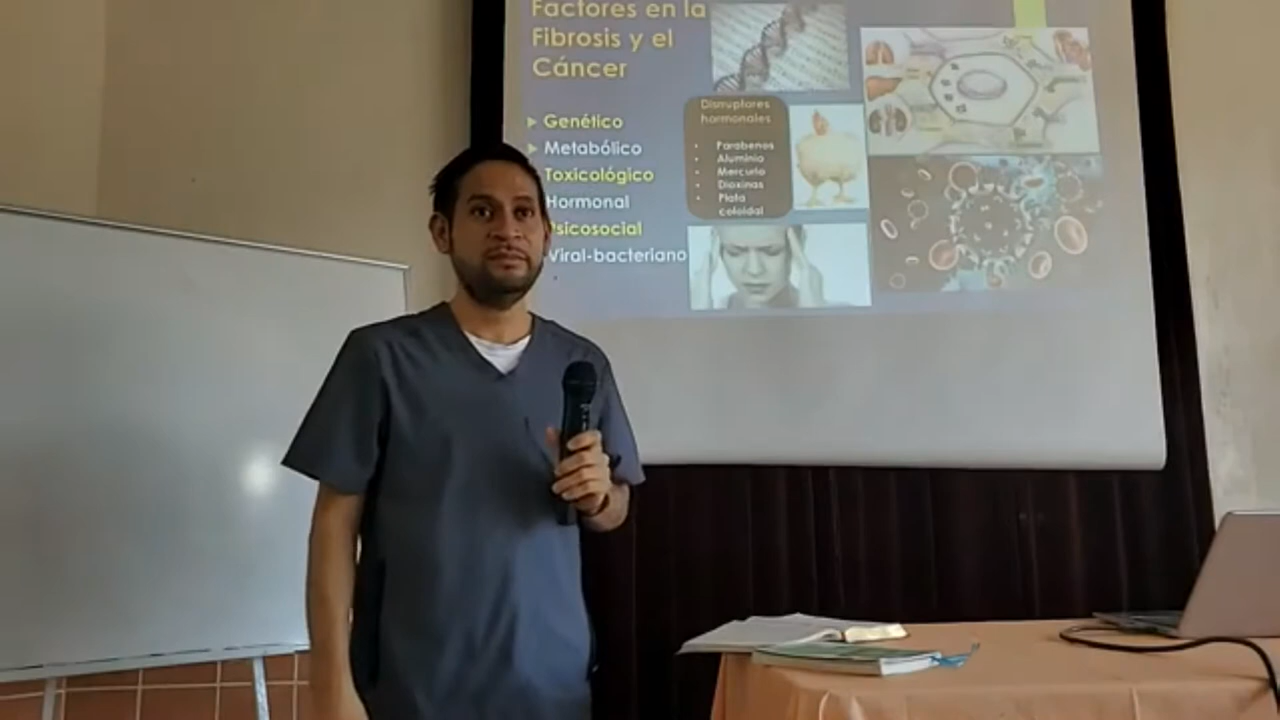 Factores en la
Fibrosis y el
Cáncer
Genético
Metabólico
Toxicológico
Hormonal
Psicosocial
Viral-bacteriano
Disruptores
hormonales
• Parabenos
• Aluminio
• Mercurio
• Dioxinas
• Plata
coloidal